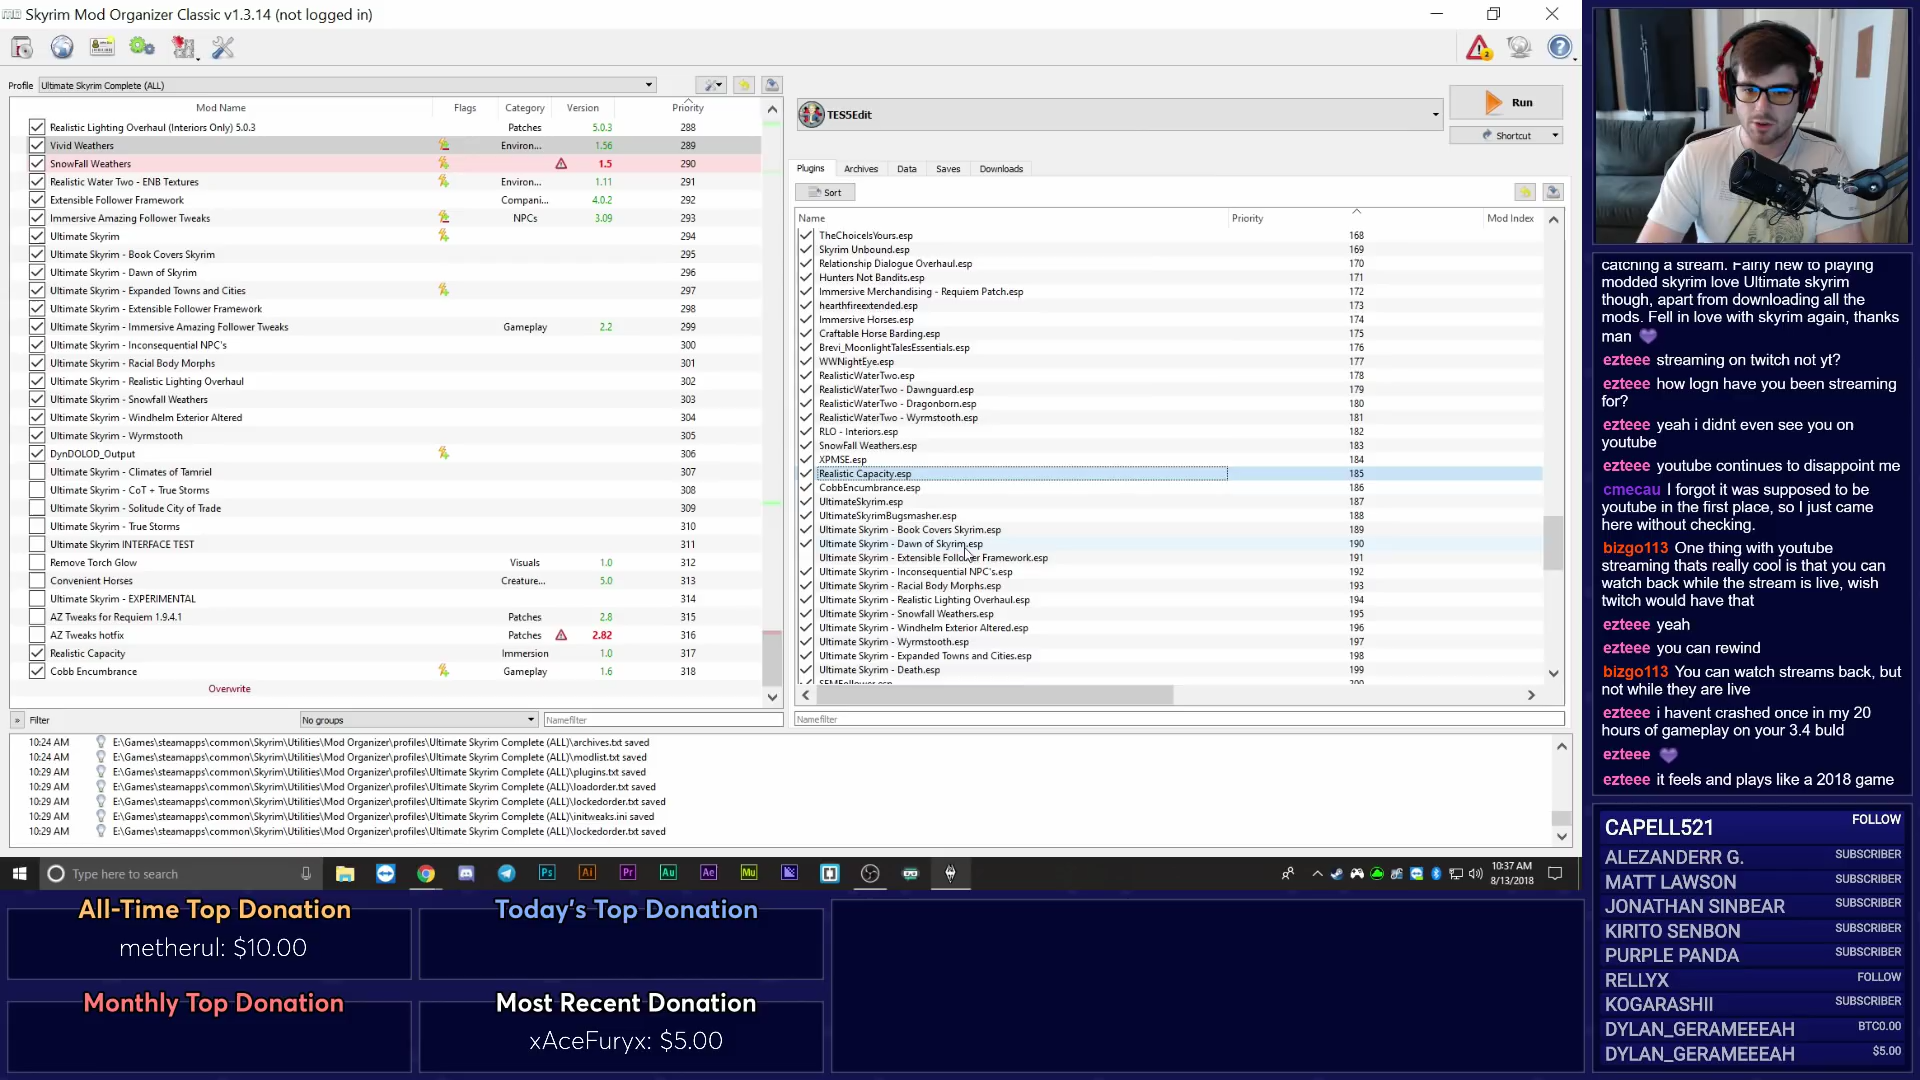 Skyrim Mod Organizer Classic v1.3.14 (not logged in)
Profile Ultimate Skyrim Complete (ALL)
Mod Name Flags Category Version Priority
Realistic Lighting Overhaul (Interiors Only) 5.0.3 Patches 5.0.3 288
Vivid Weathers Environ... 1.56 289
SnowFall Weathers 1.5 290
Realistic Water Two - ENB Textures Environ... 1.11 291
Extensible Follower Framework Compani... 4.0.2 292
Immersive Amazing Follower Tweaks NPCs 3.09 293
Ultimate Skyrim 294
Ultimate Skyrim - Book Covers Skyrim 295
Ultimate Skyrim - Dawn of Skyrim 296
Ultimate Skyrim - Expanded Towns and Cities 297
Ultimate Skyrim - Extensible Follower Framework 298
Ultimate Skyrim - Immersive Amazing Follower Tweaks Gameplay 2.2 299
Ultimate Skyrim - Inconsequential NPC's 300
Ultimate Skyrim - Racial Body Morphs 301
Ultimate Skyrim - Realistic Lighting Overhaul 302
Ultimate Skyrim - Snowfall Weathers 303
Ultimate Skyrim - Windhelm Exterior Altered 304
Ultimate Skyrim - Wyrmstooth 305
DynDOLOD_Output 306
Ultimate Skyrim - Climates of Tamriel 307
Ultimate Skyrim - CoT + True Storms 308
Ultimate Skyrim - Solitude City of Trade 309
Ultimate Skyrim - True Storms 310
Ultimate Skyrim INTERFACE TEST 311
Remove Torch Glow Visuals 1.0 312
Convenient Horses Creature... 5.0 313
Ultimate Skyrim - EXPERIMENTAL 314
AZ Tweaks for Requiem 1.9.4.1 Patches 2.8 315
AZ Tweaks hotfix Patches 2.82 316
Realistic Capacity Immersion 1.0 317
Cobb Encumbrance Gameplay 1.6 318
Overwrite
» Filter No groups Namefilter
TES5Edit
Run
Shortcut
Plugins Archives Data Saves Downloads
Sort
Name Priority Mod Index
TheChoiceIsYours.esp 168
Skyrim Unbound.esp 169
Relationship Dialogue Overhaul.esp 170
Hunters Not Bandits.esp 171
Immersive Merchandising - Requiem Patch.esp 172
hearthfireextended.esp 173
Immersive Horses.esp 174
Craftable Horse Barding.esp 175
Brevi_MoonlightTalesEssentials.esp 176
WWNightEye.esp 177
RealisticWaterTwo.esp 178
RealisticWaterTwo - Dawnguard.esp 179
RealisticWaterTwo - Dragonborn.esp 180
RealisticWaterTwo - Wyrmstooth.esp 181
RLO - Interiors.esp 182
SnowFall Weathers.esp 183
XPMSE.esp 184
Realistic Capacity.esp 185
CobbEncumbrance.esp 186
UltimateSkyrim.esp 187
UltimateSkyrimBugsmasher.esp 188
Ultimate Skyrim - Book Covers Skyrim.esp 189
Ultimate Skyrim - Dawn of Skyrim.esp 190
Ultimate Skyrim - Extensible Follower Framework.esp 191
Ultimate Skyrim - Inconsequential NPC's.esp 192
Ultimate Skyrim - Racial Body Morphs.esp 193
Ultimate Skyrim - Realistic Lighting Overhaul.esp 194
Ultimate Skyrim - Snowfall Weathers.esp 195
Ultimate Skyrim - Windhelm Exterior Altered.esp 196
Ultimate Skyrim - Wyrmstooth.esp 197
Ultimate Skyrim - Expanded Towns and Cities.esp 198
Ultimate Skyrim - Death.esp 199
Namefilter
10:24 AM E:\Games\steamapps\common\Skyrim\Utilities\Mod Organizer\profiles\Ultimate Skyrim Complete (ALL)\archives.txt saved
10:24 AM E:\Games\steamapps\common\Skyrim\Utilities\Mod Organizer\profiles\Ultimate Skyrim Complete (ALL)\modlist.txt saved
10:29 AM E:\Games\steamapps\common\Skyrim\Utilities\Mod Organizer\profiles\Ultimate Skyrim Complete (ALL)\plugins.txt saved
10:29 AM E:\Games\steamapps\common\Skyrim\Utilities\Mod Organizer\profiles\Ultimate Skyrim Complete (ALL)\loadorder.txt saved
10:29 AM E:\Games\steamapps\common\Skyrim\Utilities\Mod Organizer\profiles\Ultimate Skyrim Complete (ALL)\lockedorder.txt saved
10:29 AM E:\Games\steamapps\common\Skyrim\Utilities\Mod Organizer\profiles\Ultimate Skyrim Complete (ALL)\initweaks.ini saved
10:29 AM E:\Games\steamapps\common\Skyrim\Utilities\Mod Organizer\profiles\Ultimate Skyrim Complete (ALL)\lockedorder.txt saved
Type here to search
Ps Ai Pr Au Ae Mu
10:37 AM
8/13/2018
catching a stream. Fairly new to playing
modded skyrim love Ultimate skyrim
though, apart from downloading all the
mods. Fell in love with skyrim again, thanks
man
ezteee streaming on twitch not yt?
ezteee how logn have you been streaming
for?
ezteee yeah i didnt even see you on
youtube
ezteee youtube continues to disappoint me
cmecau I forgot it was supposed to be
youtube in the first place, so I just came
here without checking.
bizgo113 One thing with youtube
streaming thats really cool is that you can
watch back while the stream is live, wish
twitch would have that
ezteee yeah
ezteee you can rewind
bizgo113 You can watch streams back, but
not while they are live
ezteee i havent crashed once in my 20
hours of gameplay on your 3.4 buld
ezteee
ezteee it feels and plays like a 2018 game
CAPELL521 FOLLOW
ALEZANDERR G. SUBSCRIBER
MATT LAWSON SUBSCRIBER
JONATHAN SINBEAR SUBSCRIBER
KIRITO SENBON SUBSCRIBER
PURPLE PANDA SUBSCRIBER
RELLYX FOLLOW
KOGARASHII SUBSCRIBER
DYLAN_GERAMEEEAH BTC0.00
DYLAN_GERAMEEEAH $5.00
All-Time Top Donation
metherul: $10.00
Today's Top Donation
Monthly Top Donation
Most Recent Donation
xAceFuryx: $5.00